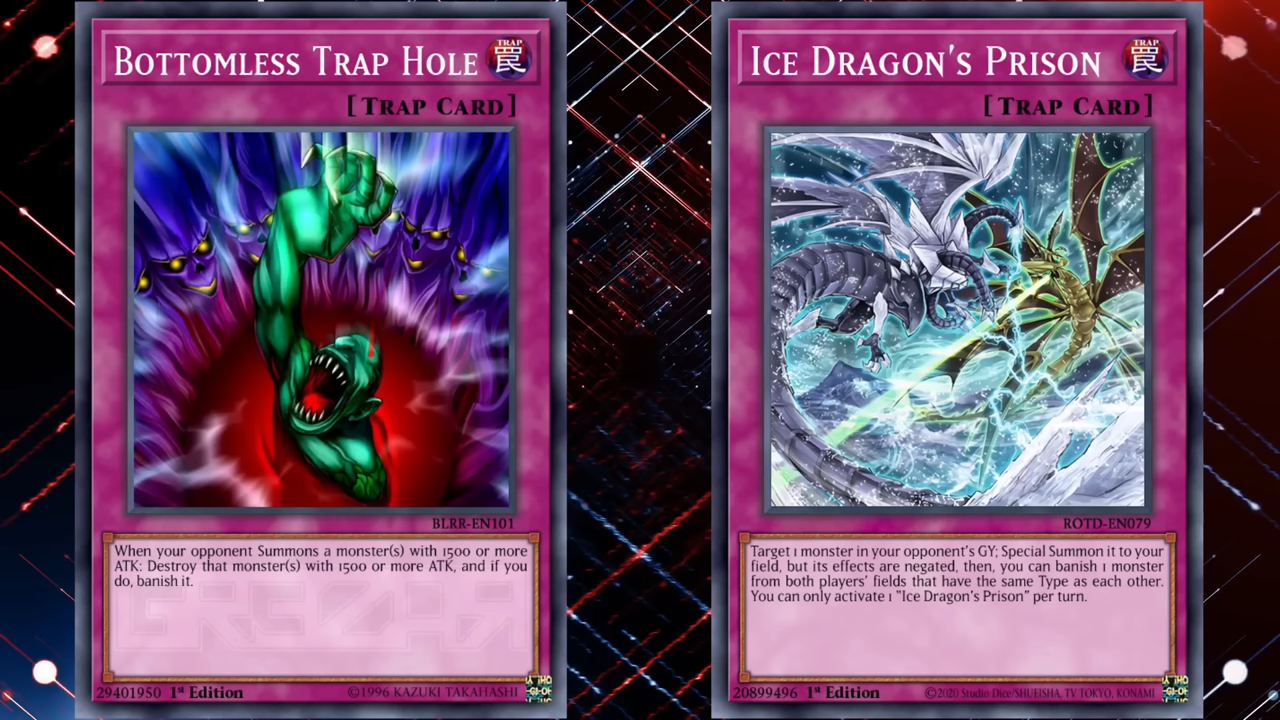 BOTTOMLESS TRAP HOLE
TRAP
罠
[TRAP CARD]
BLRR-EN101
When your opponent Summons a monster(s) with 1500 or more
ATK: Destroy that monster(s) with 1500 or more ATK, and if you
do, banish it.
29401950 1st Edition
©1996 KAZUKI TAKAHASHI
ICE DRAGON'S PRISON
TRAP
罠
[TRAP CARD]
ROTD-EN079
Target 1 monster in your opponent's GY; Special Summon it to your
field, but its effects are negated, then, you can banish 1 monster
from both players' fields that have the same Type as each other.
You can only activate 1 "Ice Dragon's Prison" per turn.
20899496 1st Edition
©2020 Studio Dice/SHUEISHA, TV TOKYO, KONAMI